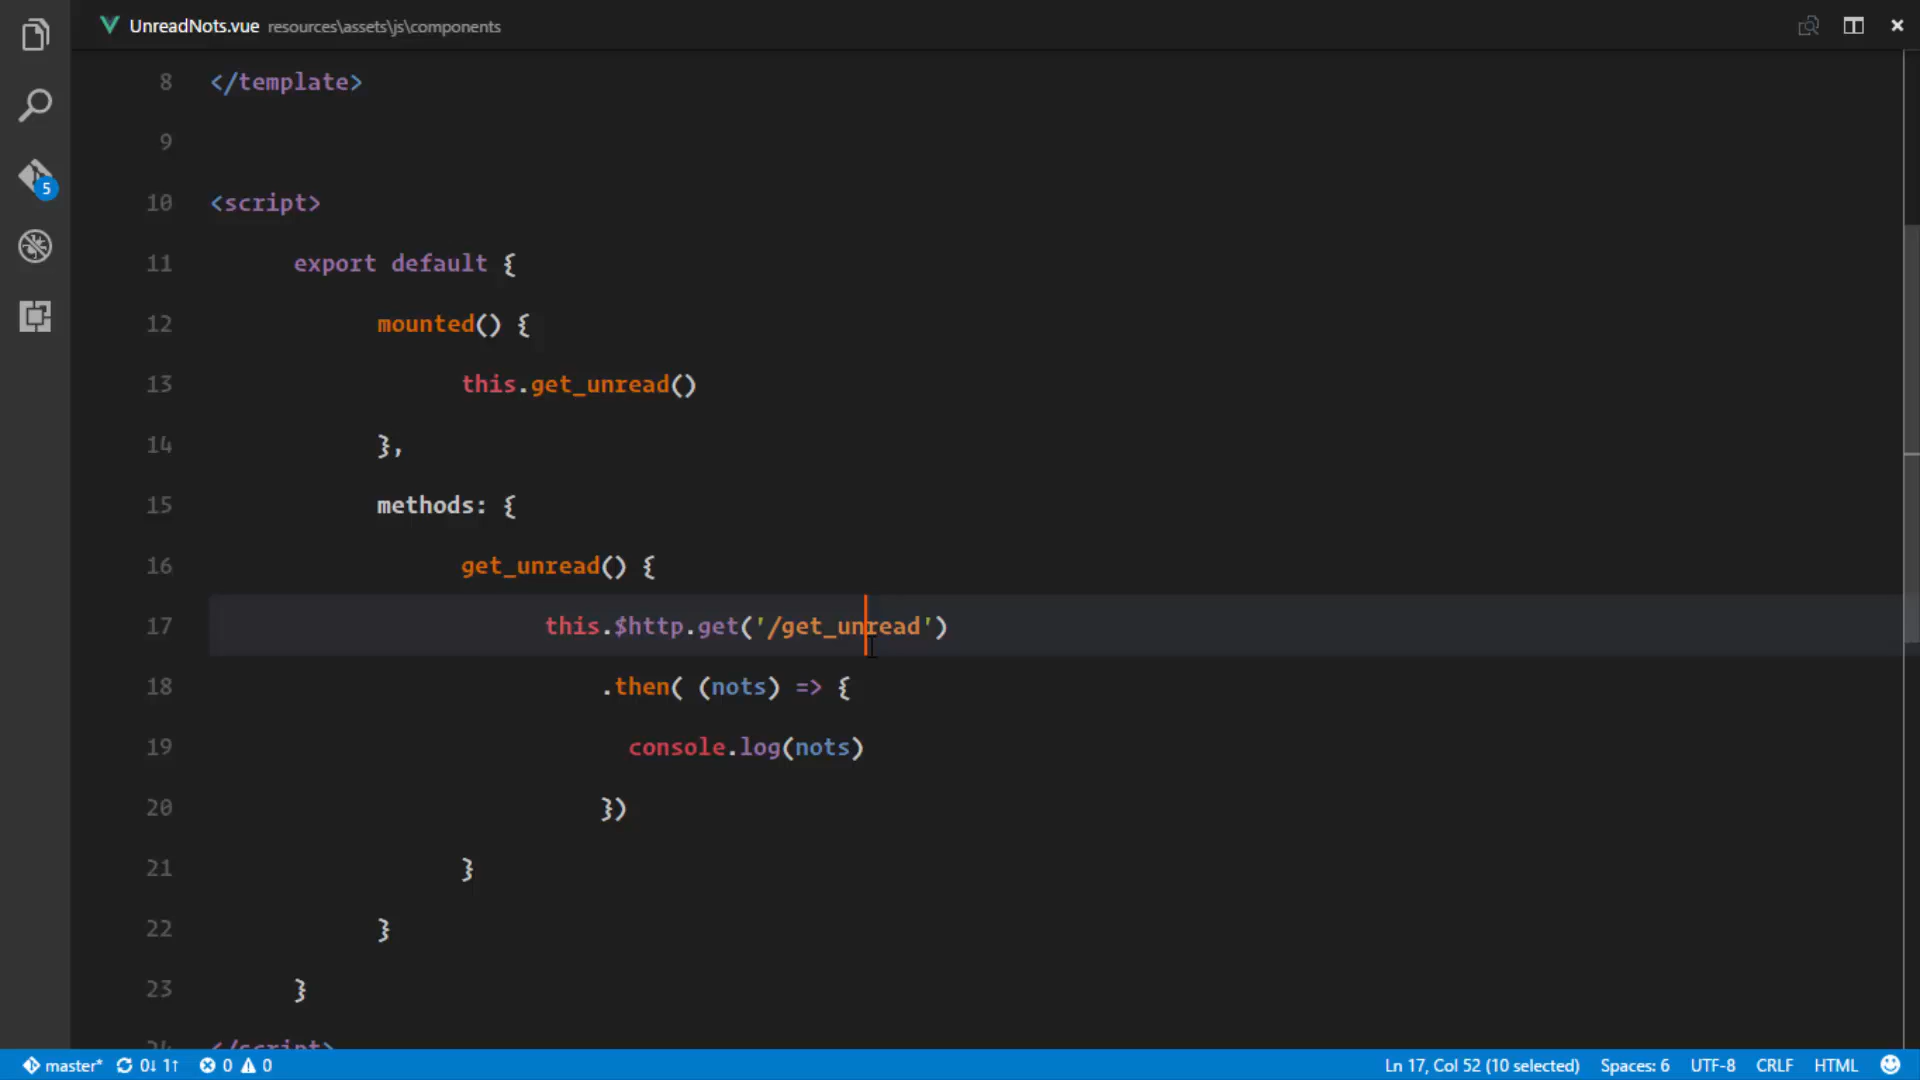 UnreadNots.vue resources\assets\js\components
8 </template>
9
10 <script>
11 export default {
12 mounted() {
13 this.get_unread()
14 },
15 methods: {
16 get_unread() {
17 this.$http.get('/get_unread')
18 .then( (nots) => {
19 console.log(nots)
20 })
21 }
22 }
23 }
24 </script>
5
master* 0↓ 1↑ 0 0 Ln 17, Col 52 (10 selected) Spaces: 6 UTF-8 CRLF HTML